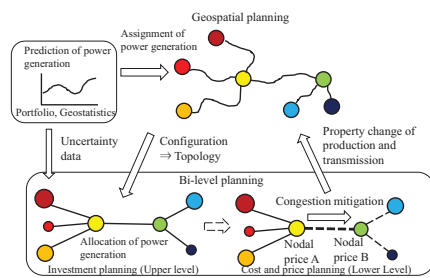 Geospatial planning
Prediction of power
generation
Portfolio, Geostatistics
Assignment of
power generation
Uncertainty
data
Configuration
⇒ Topology
Property change of
production and
transmission
Bi-level planning
Congestion mitigation
Allocation of power
generation
Investment planning (Upper level)
Nodal
price A
Nodal
price B
Cost and price planning (Lower Level)